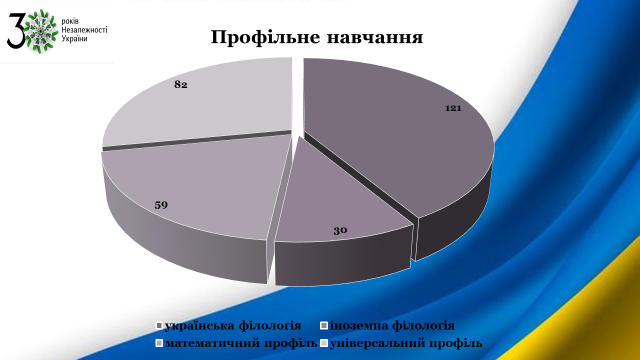 30 років
Незалежності
України
Профільне навчання
82
121
59
30
українська філологія іноземна філологія
математичний профіль універсальний профіль